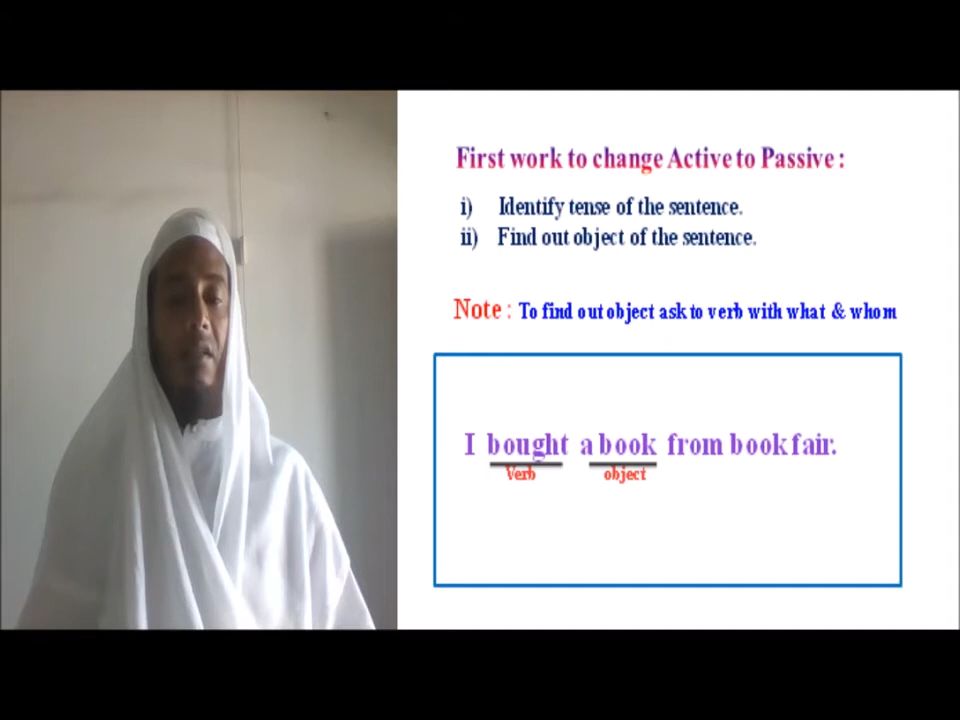 First work to change Active to Passive :
i) Identify tense of the sentence.
ii) Find out object of the sentence.
Note : To find out object ask to verb with what & whom
I bought a book from book fair.
Verb object